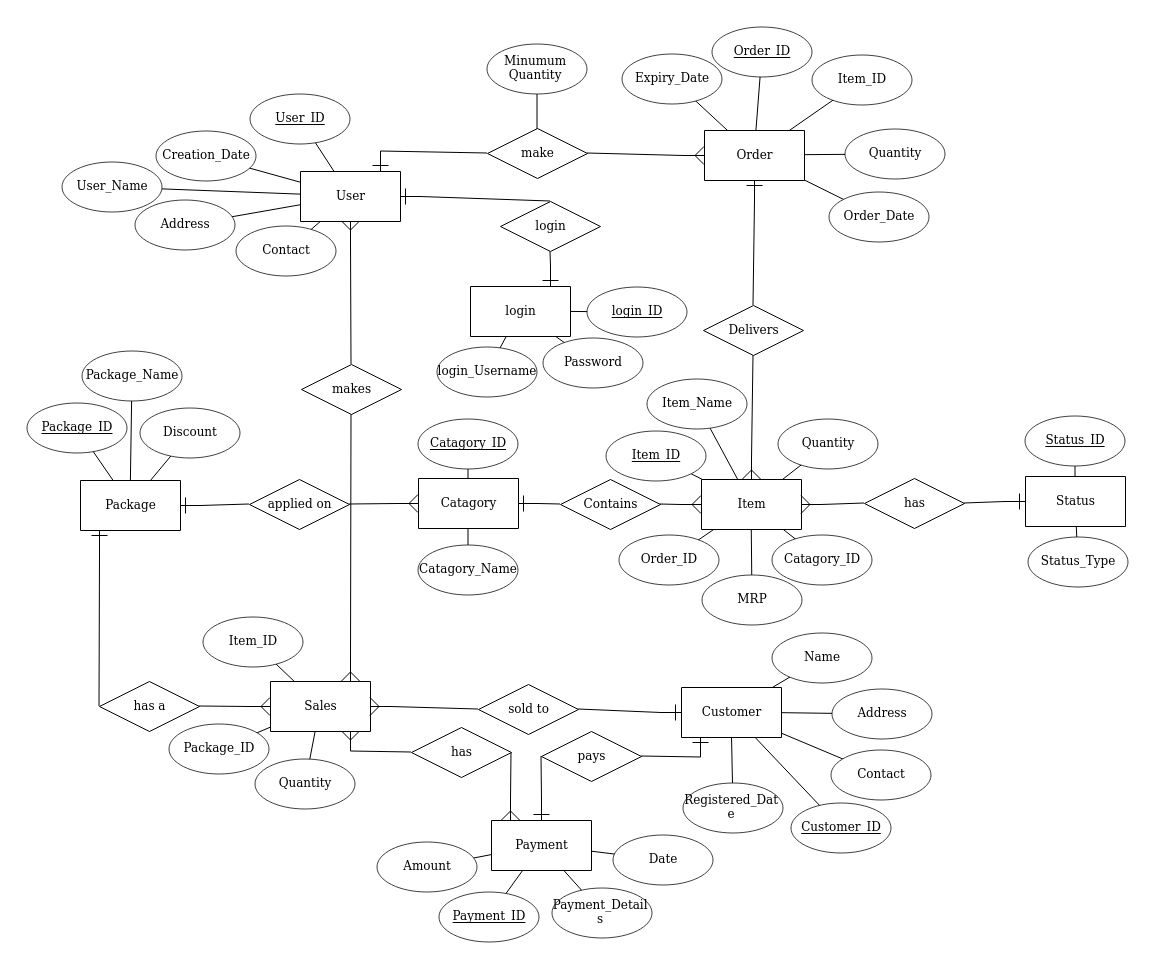 Order_ID
Minumum
Quantity
Expiry_Date
Item_ID
User_ID
Creation_Date
make
Order
Quantity
User_Name
User
Address
Order_Date
login
Contact
login
login_ID
Delivers
Password
login_Username
Package_Name
makes
Item_Name
Package_ID
Discount
Catagory_ID
Item_ID
Quantity
Status_ID
Package
applied on
Catagory
Contains
Item
has
Status
Catagory_Name
Order_ID
Catagory_ID
Status_Type
MRP
Item_ID
Name
has a
Sales
sold to
Customer
Address
Package_ID
has
pays
Contact
Quantity
Registered_Dat
e
Customer_ID
Payment
Amount
Date
Payment_ID
Payment_Detail
s